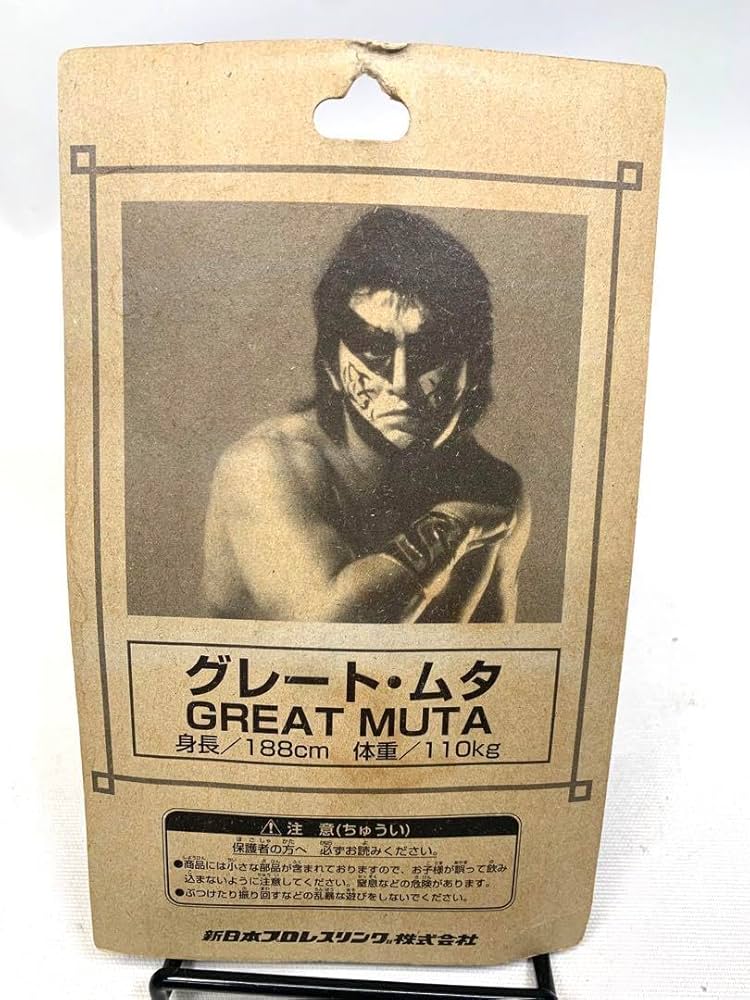 グレート・ムタ
GREAT MUTA
身長／188cm 体重／110kg
⚠注 意(ちゅうい)
保護者の方へ 必ずお読みください。
●商品には小さな部品が含まれておりますので、お子様が誤って飲み
込まないように注意してください。窒息などの危険があります。
●ぶつけたり振り回すなどの乱暴な遊びをしないでください。
新日本プロレスリング株式会社